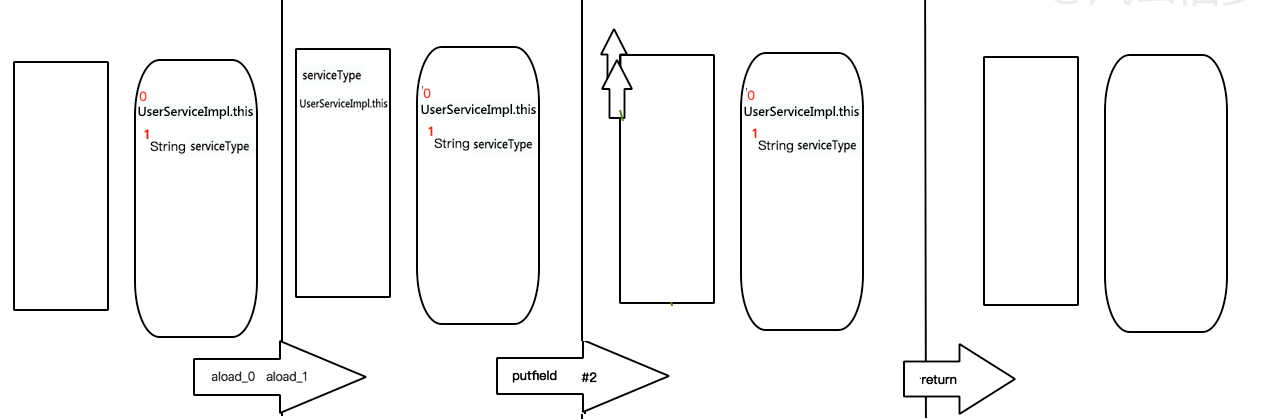 0
UserServiceImpl.this
1
String serviceType
serviceType
UserServiceImpl.this
0
UserServiceImpl.this
1
String serviceType
0
UserServiceImpl.this
1
String serviceType
aload_0 aload_1
putfield #2
return